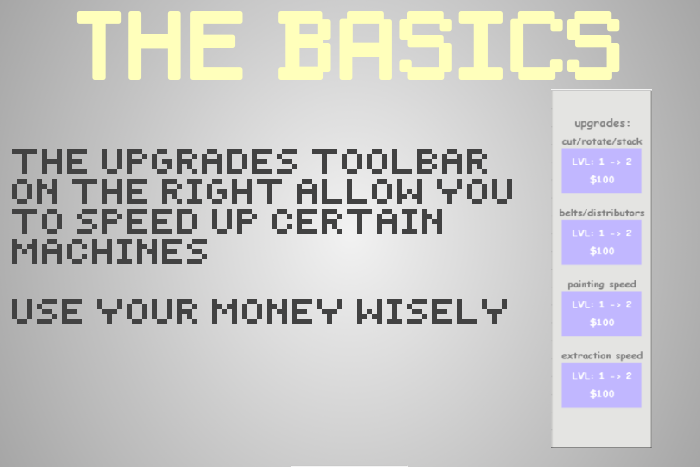 THE BASICS
THE UPGRADES TOOLBAR
ON THE RIGHT ALLOW YOU
TO SPEED UP CERTAIN
MACHINES
USE YOUR MONEY WISELY
upgrades:
cut/rotate/stack
LVL: 1 -> 2
$100
belts/distributors
LVL: 1 -> 2
$100
painting speed
LVL: 1 -> 2
$100
extraction speed
LVL: 1 -> 2
$100